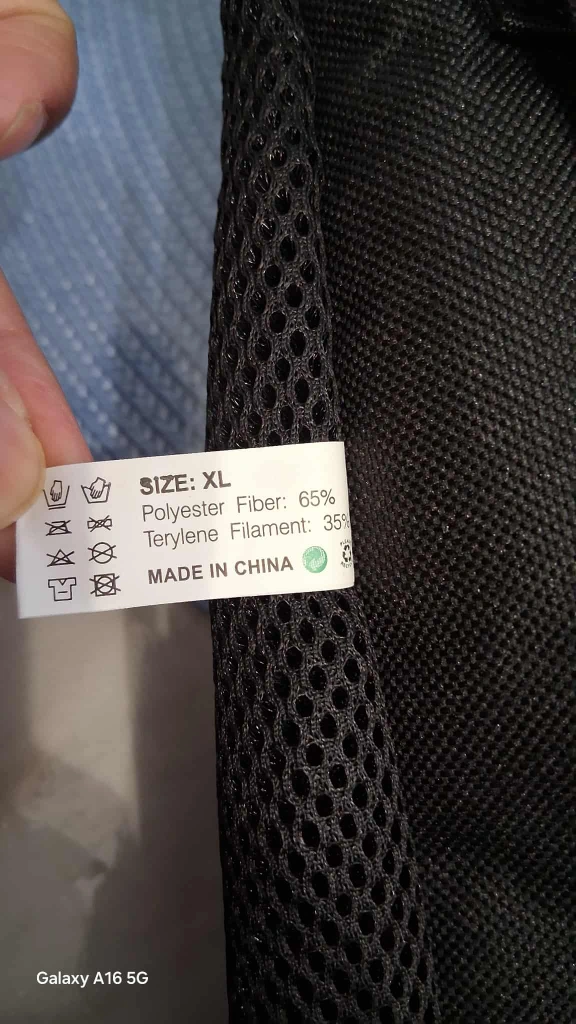 SIZE: XL
Polyester Fiber: 65%
Terylene Filament: 35%
MADE IN CHINA
Galaxy A16 5G